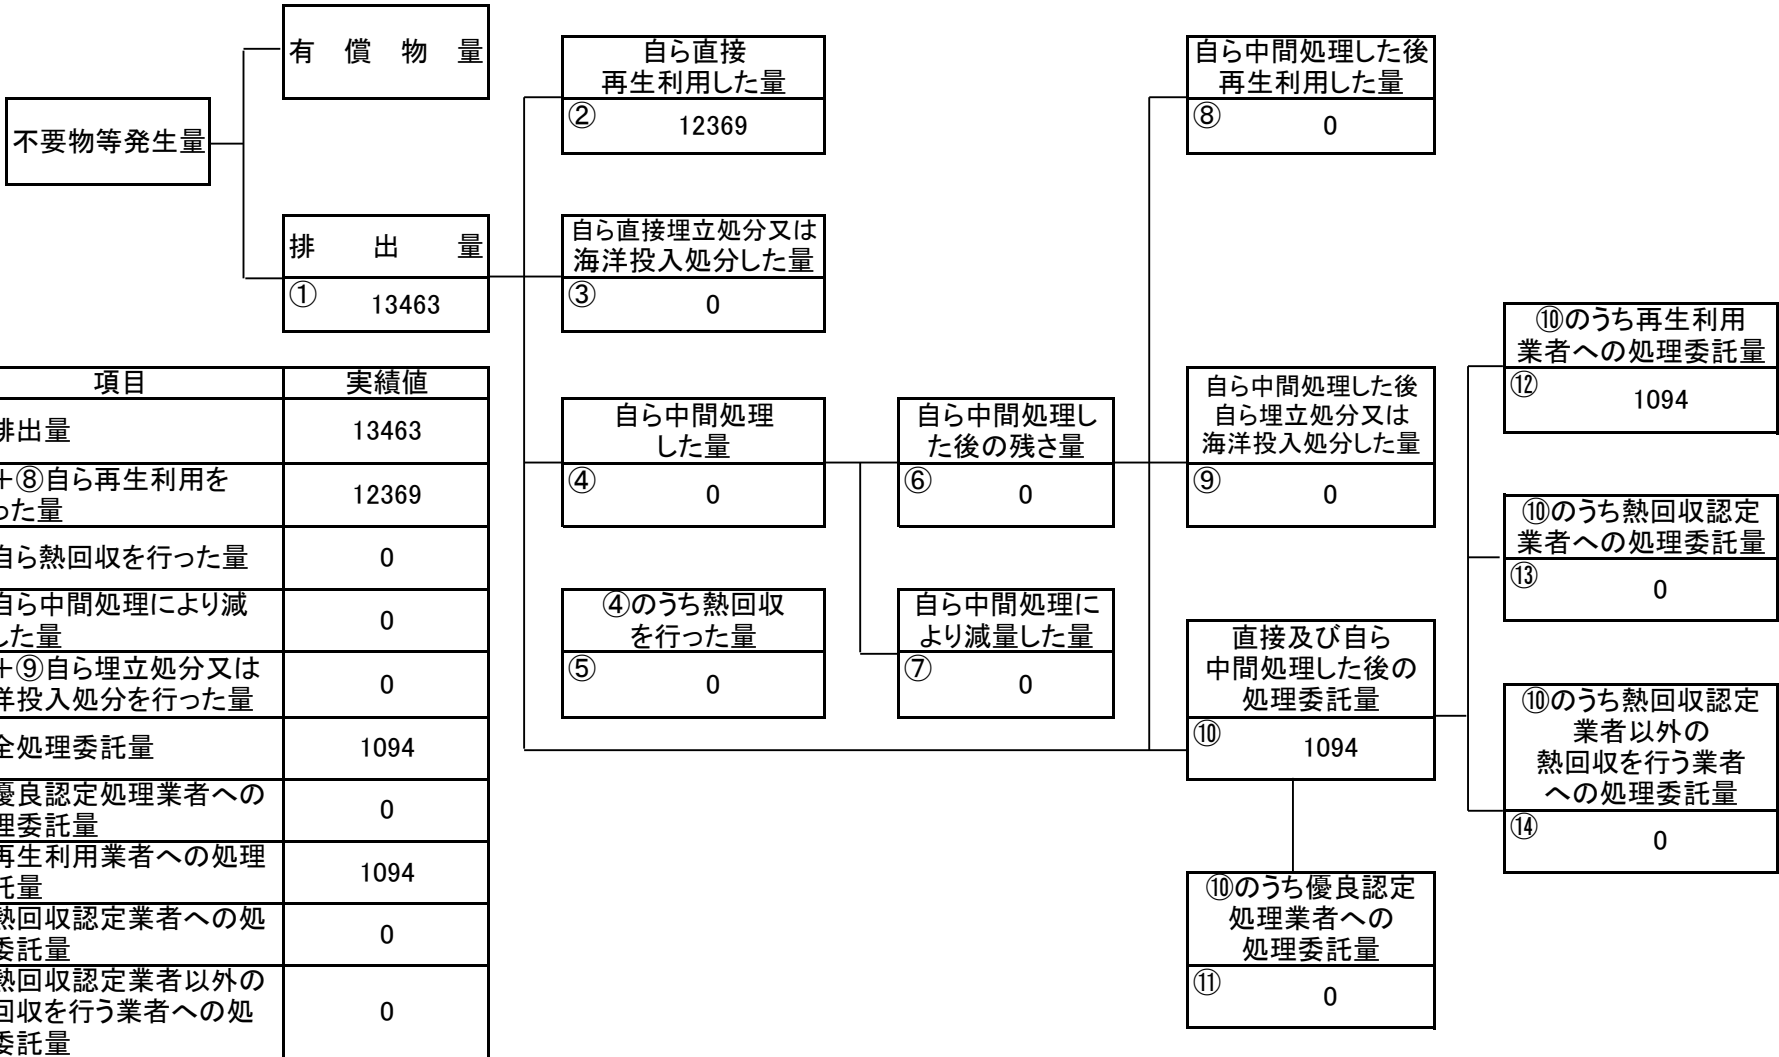 有償物量
不要物等発生量
排出量
① 13463
自ら直接
再生利用した量
② 12369
自ら直接埋立処分又は
海洋投入処分した量
③ 0
自ら中間処理
した量
④ 0
④のうち熱回収
を行った量
⑤ 0
自ら中間処理し
た後の残さ量
⑥ 0
自ら中間処理に
より減量した量
⑦ 0
自ら中間処理した後
再生利用した量
⑧ 0
自ら中間処理した後
自ら埋立処分又は
海洋投入処分した量
⑨ 0
直接及び自ら
中間処理した後の
処理委託量
⑩ 1094
⑩のうち優良認定
処理業者への
処理委託量
⑪ 0
⑩のうち再生利用
業者への処理委託量
⑫ 1094
⑩のうち熱回収認定
業者への処理委託量
⑬ 0
⑩のうち熱回収認定
業者以外の
熱回収を行う業者
への処理委託量
⑭ 0
項目 実績値
排出量 13463
+⑧自ら再生利用を
った量 12369
自ら熱回収を行った量 0
自ら中間処理により減
した量 0
+⑨自ら埋立処分又は
洋投入処分を行った量 0
全処理委託量 1094
優良認定処理業者への
理委託量 0
再生利用業者への処理
託量 1094
熱回収認定業者への処
委託量 0
熱回収認定業者以外の
回収を行う業者への処
委託量 0